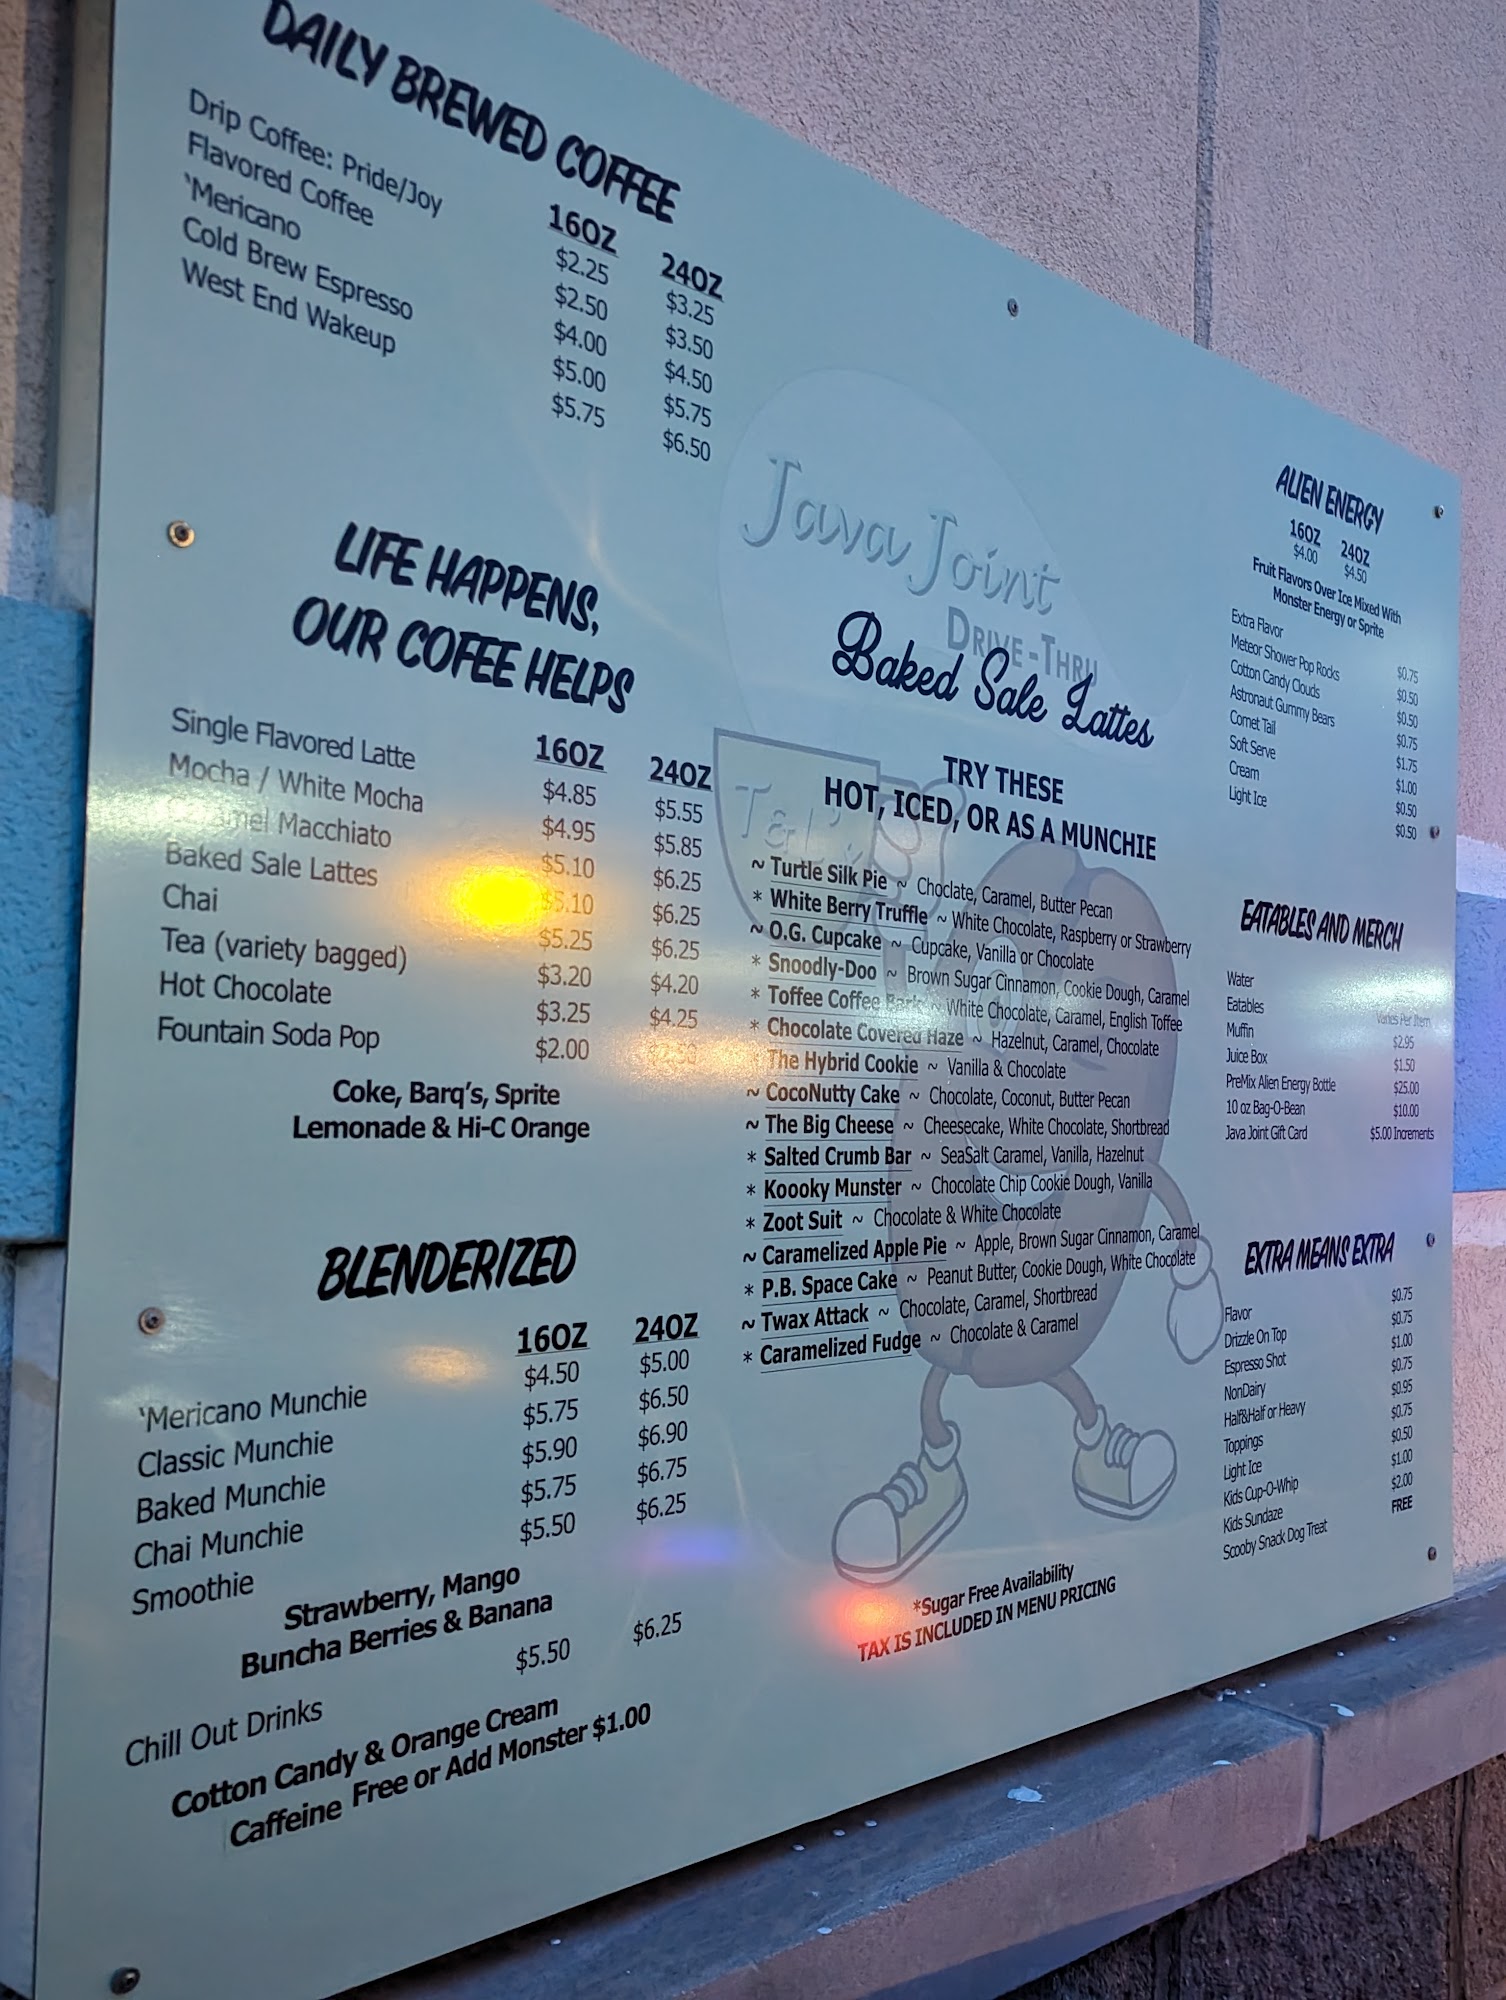 DAILY BREWED COFFEE
16OZ 24OZ
Drip Coffee: Pride/Joy $2.25 $3.25
Flavored Coffee $2.50 $3.50
'Mericano $4.00 $4.50
Cold Brew Espresso $5.00 $5.75
West End Wakeup $5.75 $6.50
LIFE HAPPENS,
OUR COFEE HELPS
16OZ 24OZ
Single Flavored Latte $4.85 $5.55
Mocha / White Mocha $4.95 $5.85
Macchiato $5.10 $6.25
Baked Sale Lattes $5.10 $6.25
Chai $5.25 $6.25
Tea (variety bagged) $3.20 $4.20
Hot Chocolate $3.25 $4.25
Fountain Soda Pop $2.00
Coke, Barq's, Sprite
Lemonade & Hi-C Orange
BLENDERIZED
16OZ 24OZ
'Mericano Munchie $4.50 $5.00
Classic Munchie $5.75 $6.50
Baked Munchie $5.90 $6.90
Chai Munchie $5.75 $6.75
Smoothie $5.50 $6.25
Strawberry, Mango
Buncha Berries & Banana
Chill Out Drinks $5.50 $6.25
Cotton Candy & Orange Cream
Caffeine Free or Add Monster $1.00
Java Joint
DRIVE-THRU
T&L's
Baked Sale Lattes
TRY THESE
HOT, ICED, OR AS A MUNCHIE
~ Turtle Silk Pie ~ Choclate, Caramel, Butter Pecan
* White Berry Truffle ~ White Chocolate, Raspberry or Strawberry
~ O.G. Cupcake ~ Cupcake, Vanilla or Chocolate
* Snoodly-Doo ~ Brown Sugar Cinnamon, Cookie Dough, Caramel
* Toffee Coffee Bark ~ White Chocolate, Caramel, English Toffee
* Chocolate Covered Haze ~ Hazelnut, Caramel, Chocolate
The Hybrid Cookie ~ Vanilla & Chocolate
~ CocoNutty Cake ~ Chocolate, Coconut, Butter Pecan
~ The Big Cheese ~ Cheesecake, White Chocolate, Shortbread
* Salted Crumb Bar ~ SeaSalt Caramel, Vanilla, Hazelnut
* Koooky Munster ~ Chocolate Chip Cookie Dough, Vanilla
* Zoot Suit ~ Chocolate & White Chocolate
~ Caramelized Apple Pie ~ Apple, Brown Sugar Cinnamon, Caramel
* P.B. Space Cake ~ Peanut Butter, Cookie Dough, White Chocolate
~ Twax Attack ~ Chocolate, Caramel, Shortbread
* Caramelized Fudge ~ Chocolate & Caramel
*Sugar Free Availability
TAX IS INCLUDED IN MENU PRICING
ALIEN ENERGY
16OZ 24OZ
$4.00 $4.50
Fruit Flavors Over Ice Mixed With
Monster Energy or Sprite
Extra Flavor $0.75
Meteor Shower Pop Rocks $0.50
Cotton Candy Clouds $0.50
Astronaut Gummy Bears $0.75
Comet Tail $1.75
Soft Serve $1.00
Cream $0.50
Light Ice $0.50
EATABLES AND MERCH
Water
Eatables Varies Per Item
Muffin $2.95
Juice Box $1.50
PreMix Alien Energy Bottle $25.00
10 oz Bag-O-Bean $10.00
Java Joint Gift Card $5.00 Increments
EXTRA MEANS EXTRA
Flavor $0.75
Drizzle On Top $0.75
Espresso Shot $1.00
NonDairy $0.75
Half&Half or Heavy $0.95
Toppings $0.75
Light Ice $0.50
Kids Cup-O-Whip $1.00
Kids Sundaze $2.00
Scooby Snack Dog Treat FREE